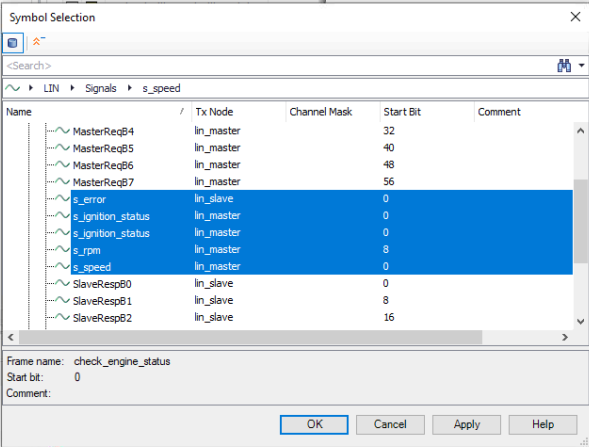 Symbol Selection
<Search>
LIN Signals s_speed
Name / Tx Node Channel Mask Start Bit Comment
MasterReqB4 lin_master 32
MasterReqB5 lin_master 40
MasterReqB6 lin_master 48
MasterReqB7 lin_master 56
s_error lin_slave 0
s_ignition_status lin_master 0
s_ignition_status lin_master 0
s_rpm lin_master 8
s_speed lin_master 0
SlaveRespB0 lin_slave 0
SlaveRespB1 lin_slave 8
SlaveRespB2 lin_slave 16
Frame name: check_engine_status
Start bit: 0
Comment:
OK Cancel Apply Help